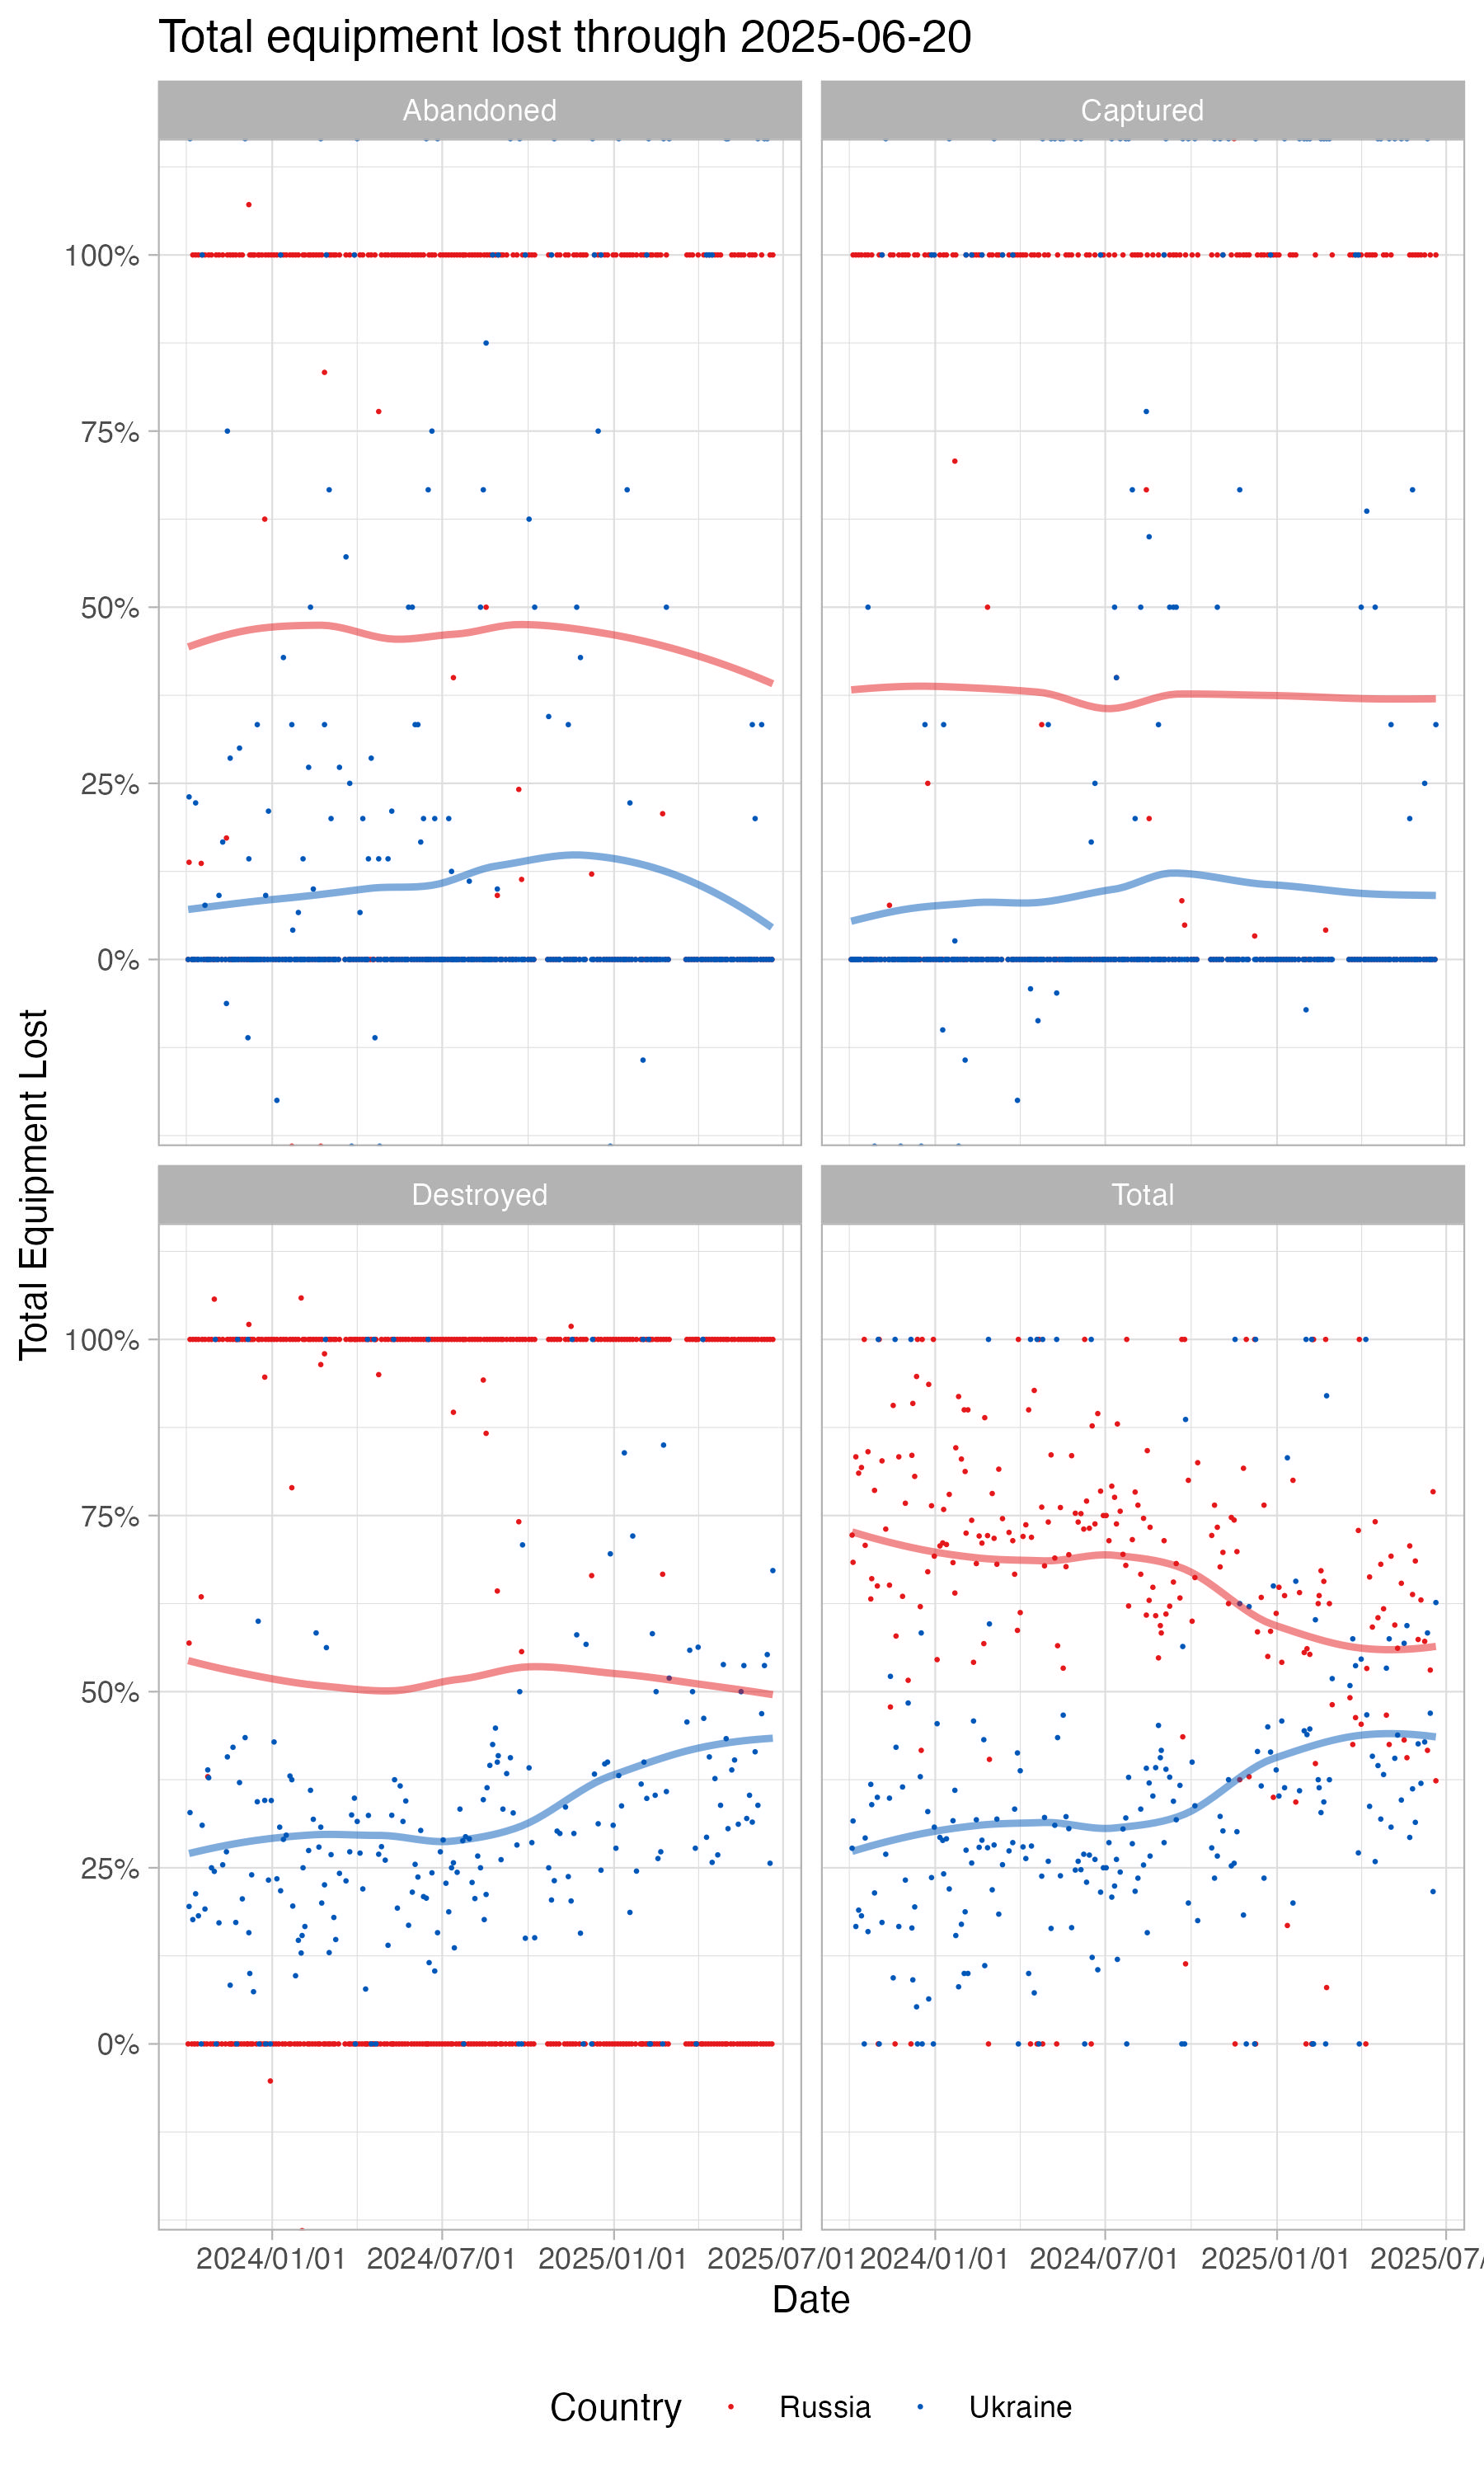 Total equipment lost through 2025-06-20
Abandoned
Captured
100%
75%
50%
25%
0%
Destroyed
Total
100%
75%
50%
25%
0%
Total Equipment Lost
2024/01/01 2024/07/01 2025/01/01 2025/07/01 2024/01/01 2024/07/01 2025/01/01 2025/07/
Date
Country Russia Ukraine